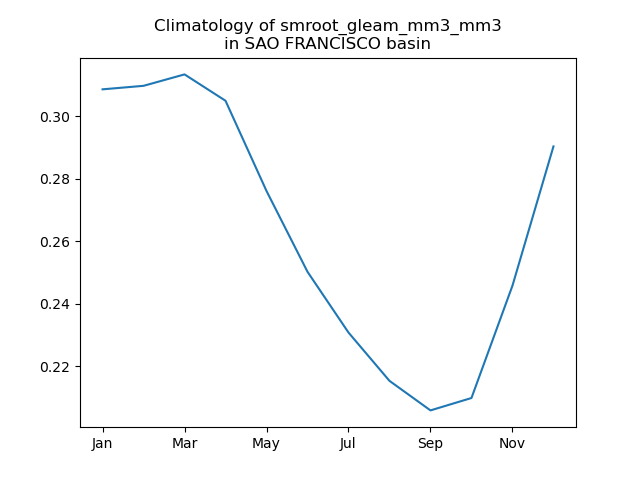 Climatology of smroot_gleam_mm3_mm3
in SAO FRANCISCO basin
0.30
0.28
0.26
0.24
0.22
Jan Mar May Jul Sep Nov